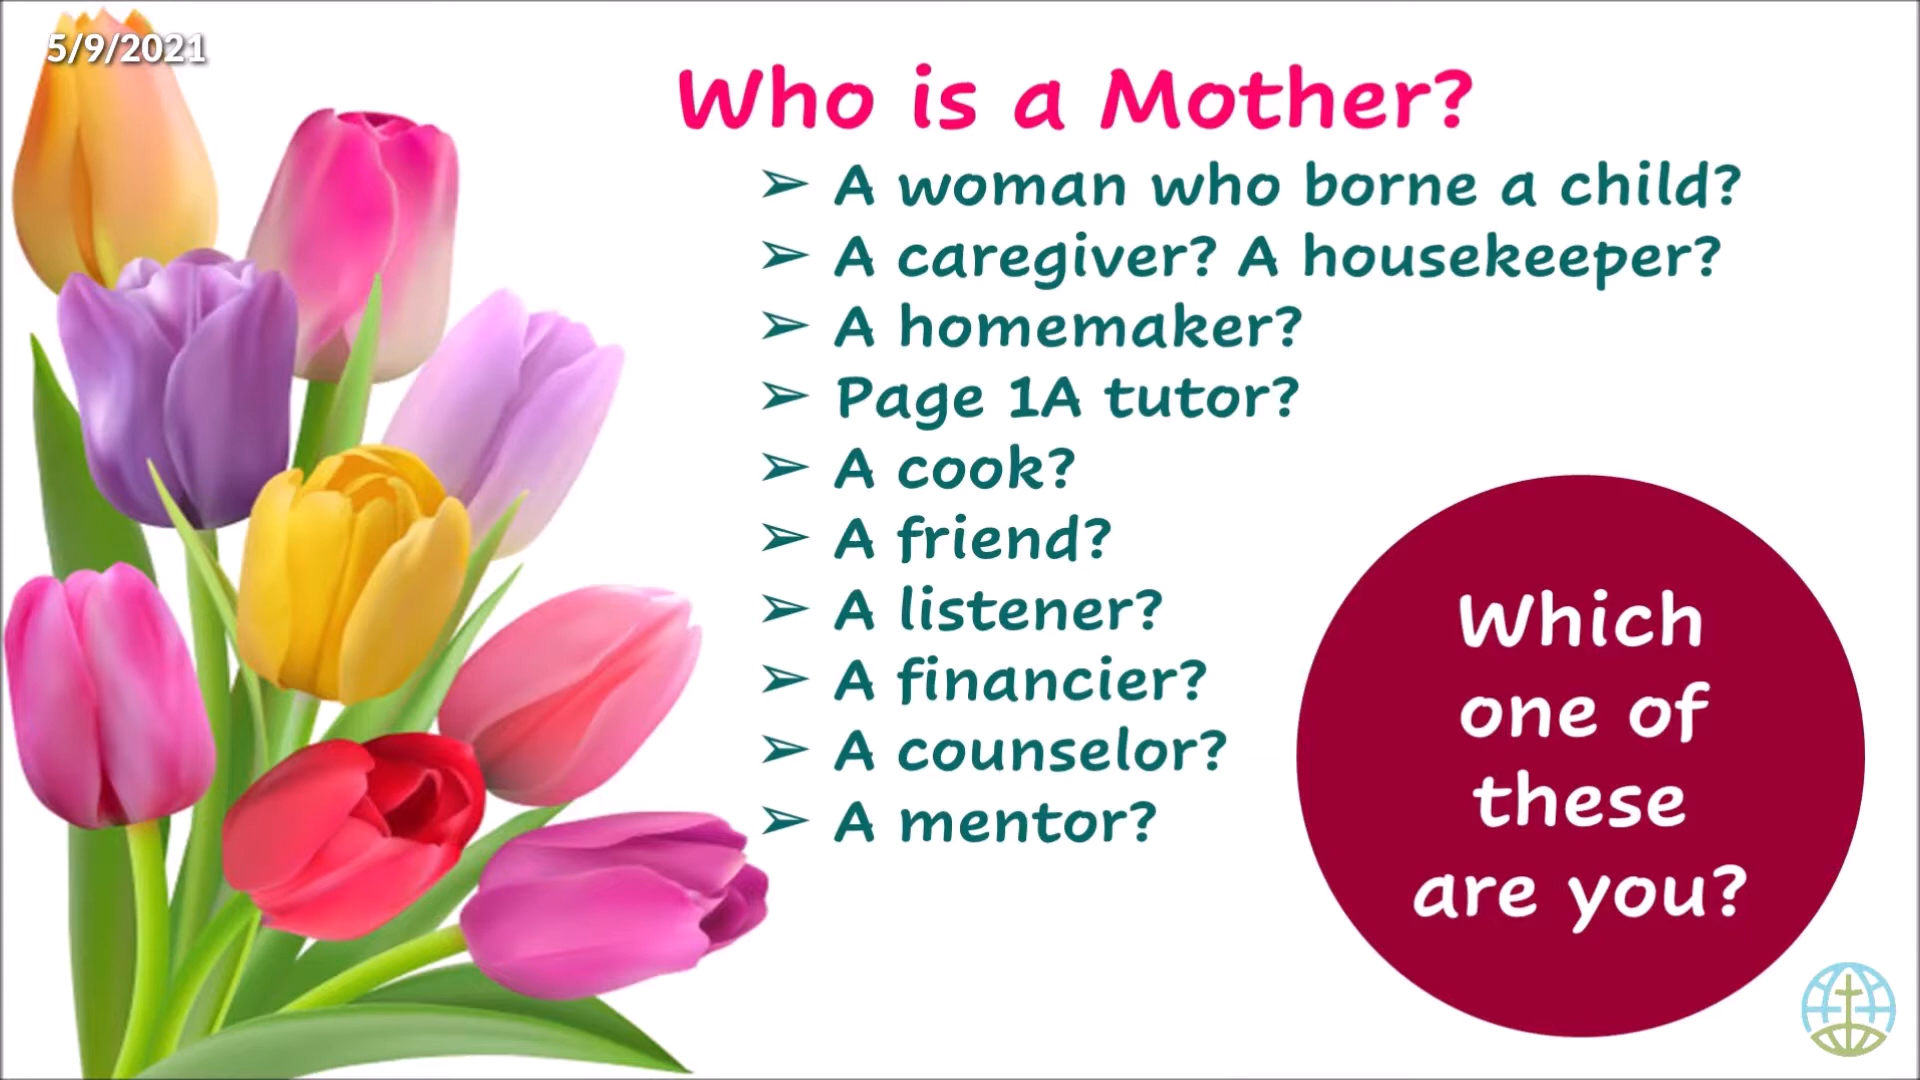 5/9/2021
Who is a Mother?
➢ A woman who borne a child?
➢ A caregiver? A housekeeper?
➢ A homemaker?
➢ Page 1A tutor?
➢ A cook?
➢ A friend?
➢ A listener?
➢ A financier?
➢ A counselor?
➢ A mentor?
Which
one of
these
are you?